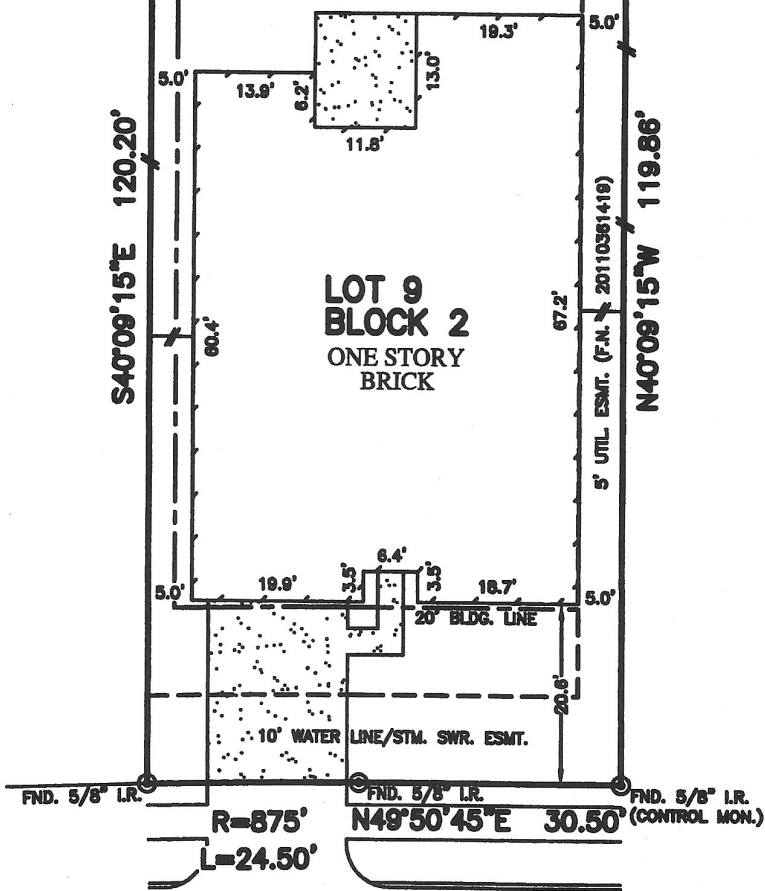 19.3'
5.0'
5.0'
13.9'
6.2'
13.0'
11.8'
S40°09'15"E 120.20'
N40°09'15"W 119.86'
5' UTIL. ESMT. (F.N. 20110361419)
LOT 9
BLOCK 2
ONE STORY
BRICK
60.4'
67.2'
6.4'
5.0'
19.9'
3.5'
3.5'
18.7'
5.0'
20' BLDG. LINE
20.6'
10' WATER LINE/STM. SWR. ESMT.
FND. 5/8" I.R.
FND. 5/8" I.R.
FND. 5/8" I.R.
(CONTROL MON.)
R=875'
N49°50'45"E 30.50'
L=24.50'